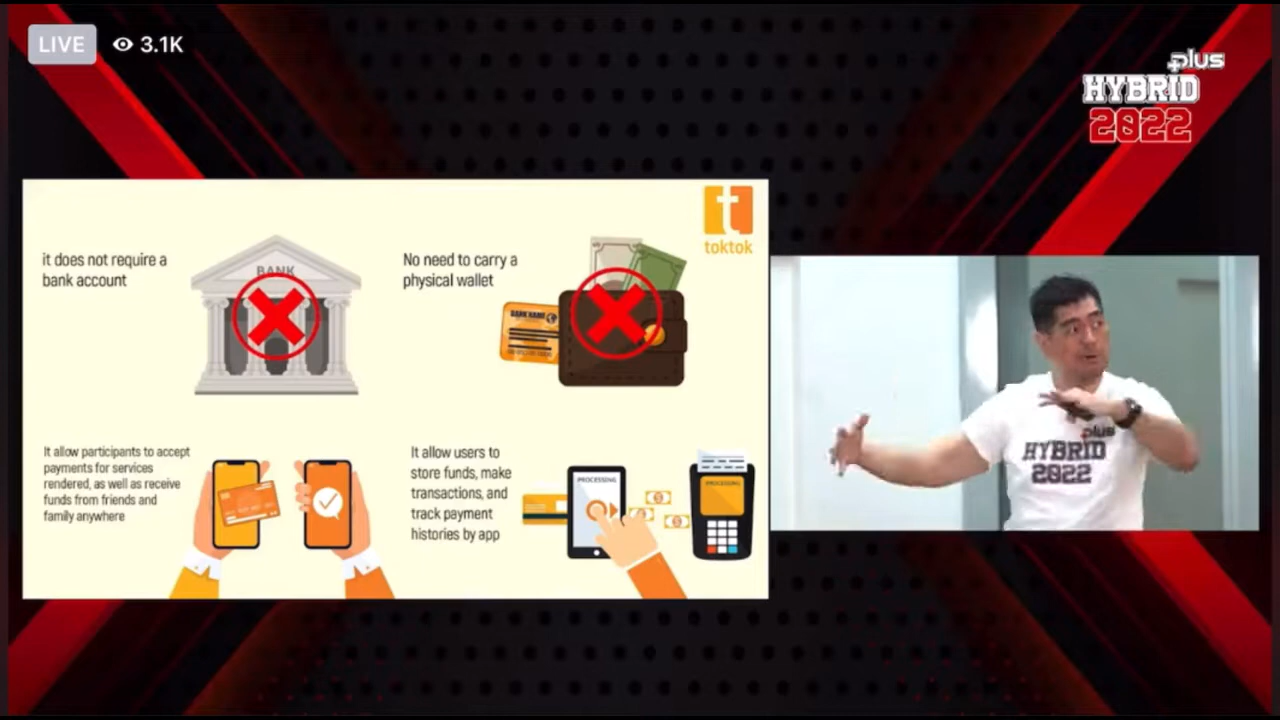 LIVE
3.1K
plus
HYBRID
2022
t
toktok
it does not require a
bank account
BANK
No need to carry a
physical wallet
BANK NAME
It allow participants to accept
payments for services
rendered, as well as receive
funds from friends and
family anywhere
It allow users to
store funds, make
transactions, and
track payment
histories by app
PROCESSING
PROCESSING
plus
HYBRID
2022